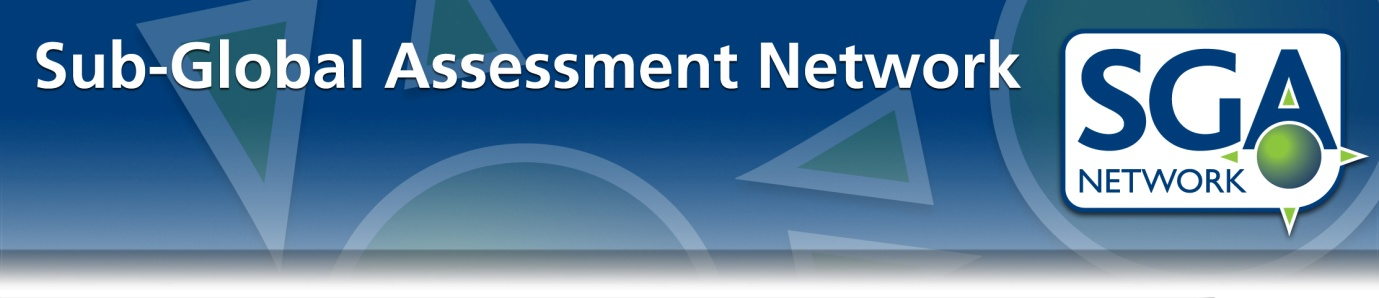 Sub-Global Assessment Network
SGA
NETWORK